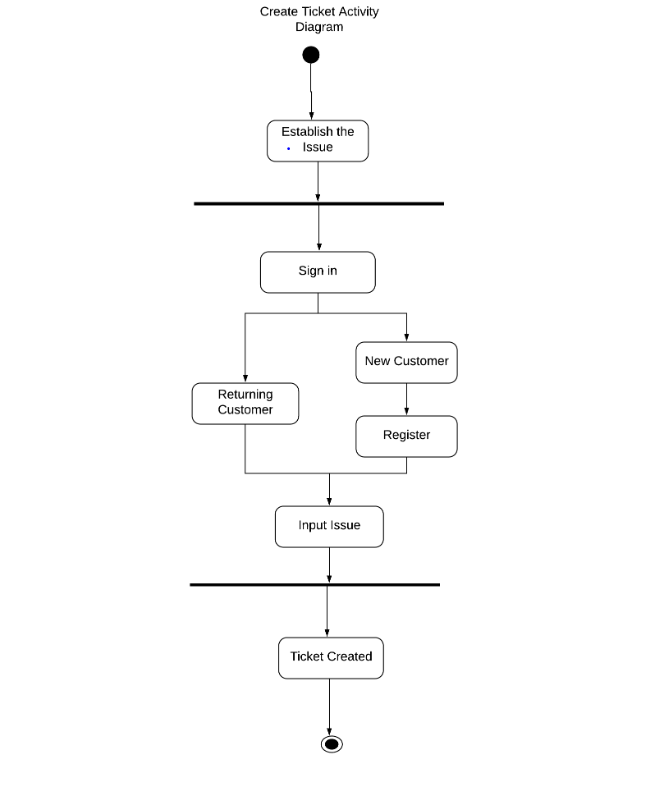 Create Ticket Activity
Diagram
Establish the
Issue
Sign in
New Customer
Returning
Customer
Register
Input Issue
Ticket Created